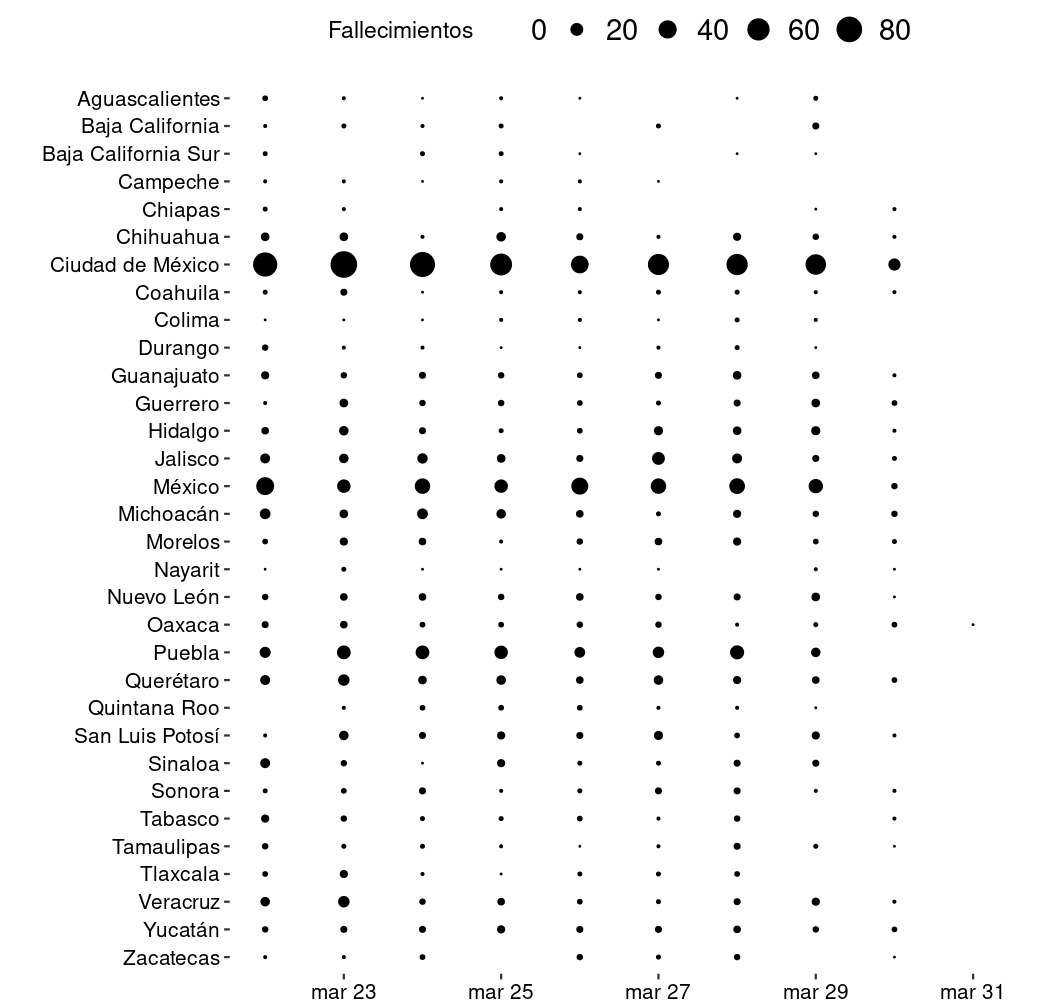 Fallecimientos 0 20 40 60 80
Aguascalientes
Baja California
Baja California Sur
Campeche
Chiapas
Chihuahua
Ciudad de México
Coahuila
Colima
Durango
Guanajuato
Guerrero
Hidalgo
Jalisco
México
Michoacán
Morelos
Nayarit
Nuevo León
Oaxaca
Puebla
Querétaro
Quintana Roo
San Luis Potosí
Sinaloa
Sonora
Tabasco
Tamaulipas
Tlaxcala
Veracruz
Yucatán
Zacatecas
mar 23 mar 25 mar 27 mar 29 mar 31